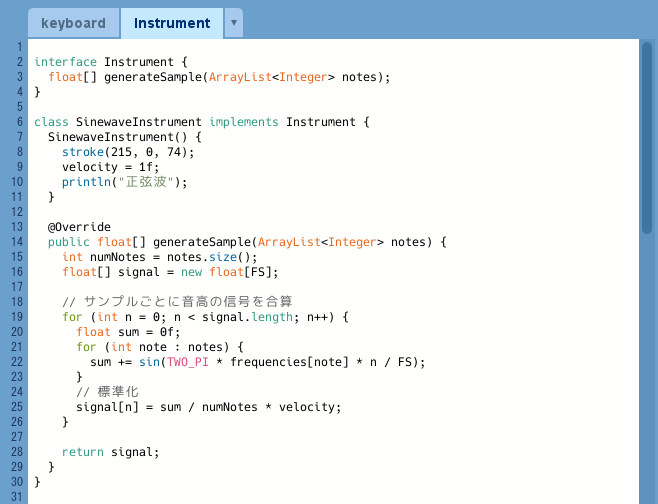 keyboard Instrument ▼
1
2 interface Instrument {
3   float[] generateSample(ArrayList<Integer> notes);
4 }
5
6 class SinewaveInstrument implements Instrument {
7   SinewaveInstrument() {
8     stroke(215, 0, 74);
9     velocity = 1f;
10     println("正弦波");
11   }
12
13   @Override
14   public float[] generateSample(ArrayList<Integer> notes) {
15     int numNotes = notes.size();
16     float[] signal = new float[FS];
17
18     // サンプルごとに音高の信号を合算
19     for (int n = 0; n < signal.length; n++) {
20       float sum = 0f;
21       for (int note : notes) {
22         sum += sin(TWO_PI * frequencies[note] * n / FS);
23       }
24       // 標準化
25       signal[n] = sum / numNotes * velocity;
26     }
27
28     return signal;
29   }
30 }
31